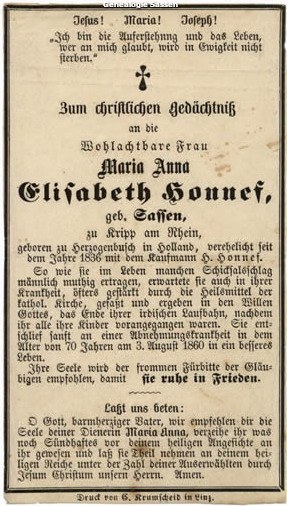 Genealogie Sassen
Jesus! Maria! Joseph!
„Ich bin die Auferstehung und das Leben,
wer an mich glaubt, wird in Ewigkeit nicht
sterben.“
Zum christlichen Gedächtniß
an die
Wohlachtbare Frau
Maria Anna
Elisabeth Honnef,
geb. Sassen,
zu Kripp am Rhein,
geboren zu Herzogenbusch in Holland, verehelicht seit
dem Jahre 1836 mit dem Kaufmann H. Honnef.
So wie sie im Leben manchen Schicksalsschlag
männlich muthig ertragen, erwartete sie auch in ihrer
Krankheit, öfters gestärkt durch die Heilsmittel der
kathol. Kirche, gefaßt und ergeben in den Willen
Gottes, das Ende ihrer irdischen Laufbahn, nachdem
ihr alle ihre Kinder vorangegangen waren. Sie ent-
schlief sanft an einer Abnehmungskrankheit in dem
Alter von 70 Jahren am 3. August 1860 in ein besseres
Leben.
Ihre Seele wird der frommen Fürbitte der Gläu-
bigen empfohlen, damit sie ruhe in Frieden.
Laßt uns beten:
O Gott, barmherziger Vater, wir empfehlen dir die
Seele deiner Dienerin Maria Anna, verzeihe ihr was
noch Sündhaftes vor deinem heiligen Angesichte an
ihr gewesen und laß sie Theil nehmen an deinem hei-
ligen Reiche unter der Zahl deiner Auserwählten durch
Jesum Christum unsern Herrn. Amen.
Druck von C. Krumscheid in Linz.